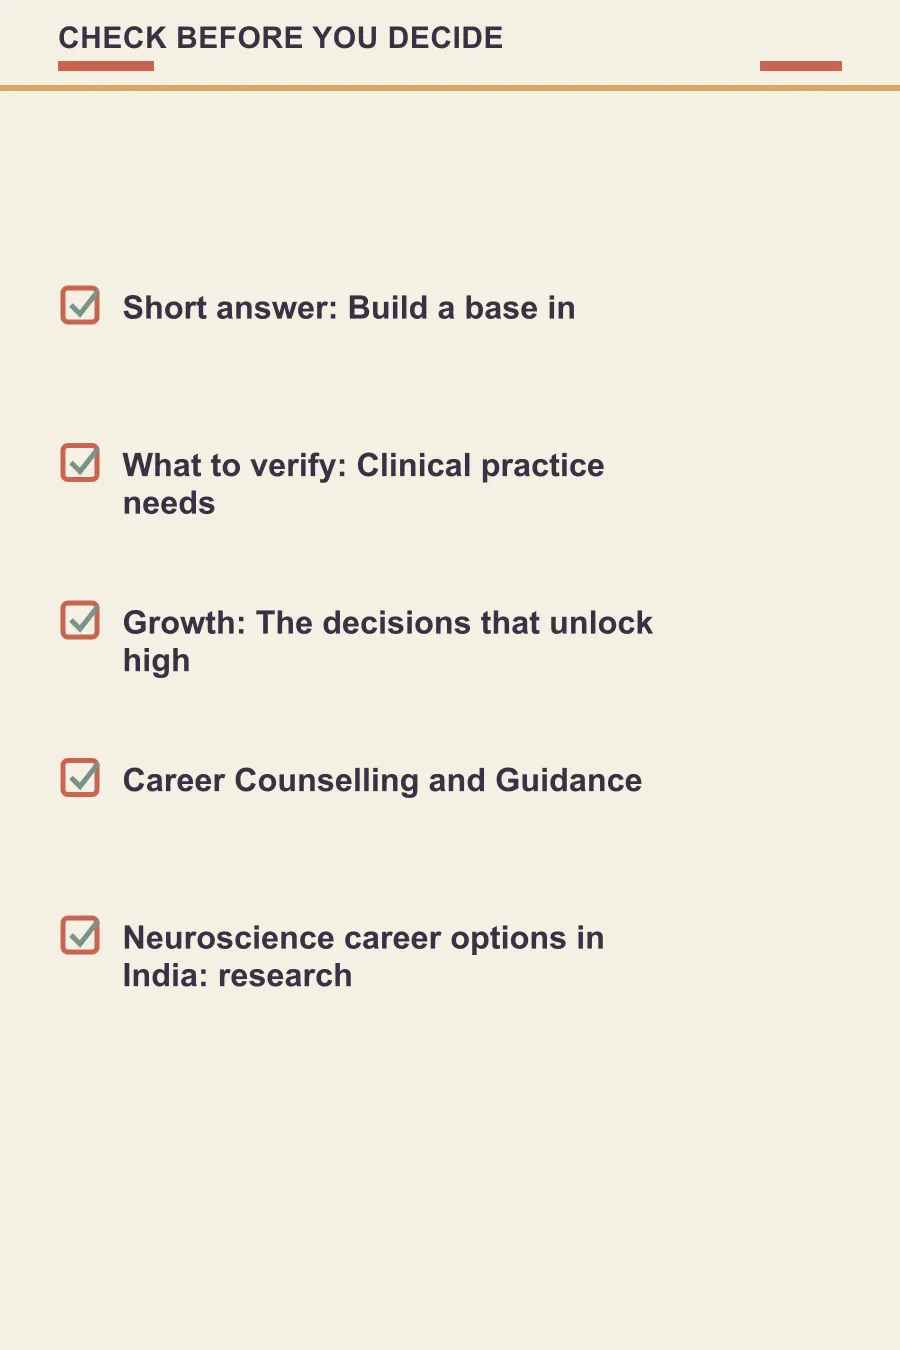 CHECK BEFORE YOU DECIDE
Short answer: Build a base in
What to verify: Clinical practice
needs
Growth: The decisions that unlock
high
Career Counselling and Guidance
Neuroscience career options in
India: research